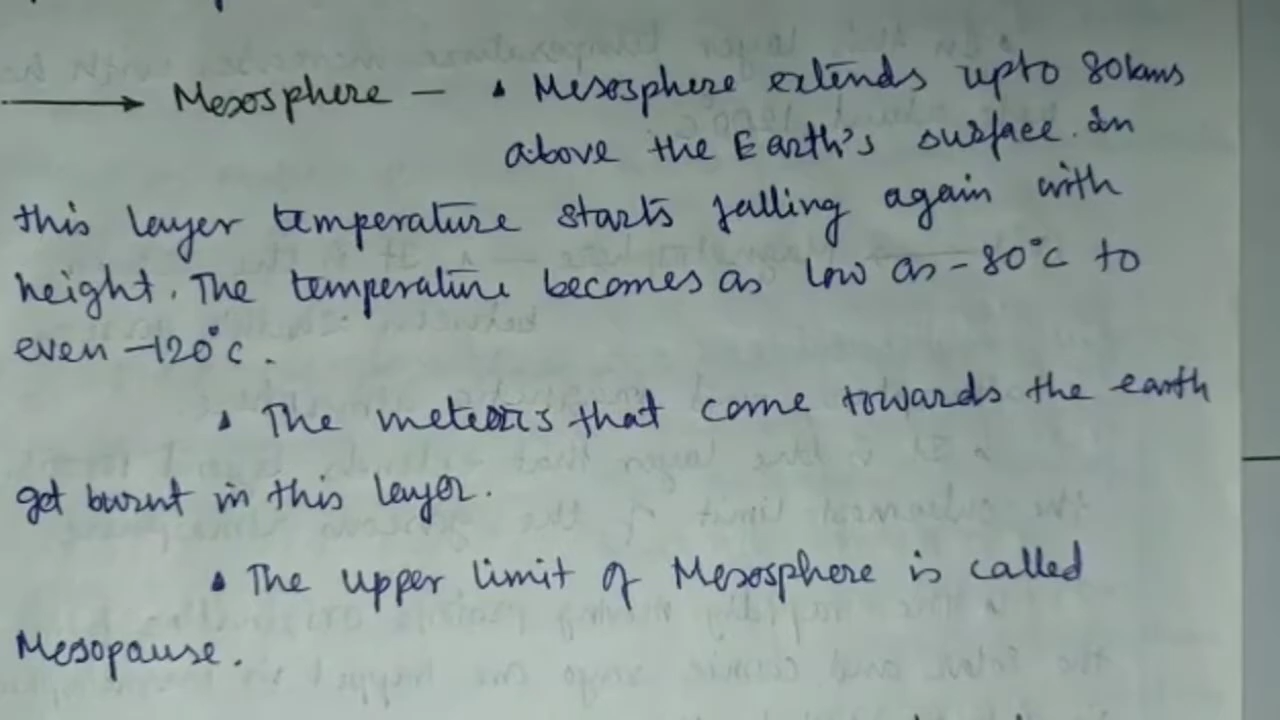 → Mesosphere — • Mesosphere extends upto 80kms
above the Earth's surface. In
this layer temperature starts falling again with
height. The temperature becomes as low as -80°C to
even -120°C.
• The meteors that come towards the earth
get burnt in this layer.
• The upper limit of Mesosphere is called
Mesopause.